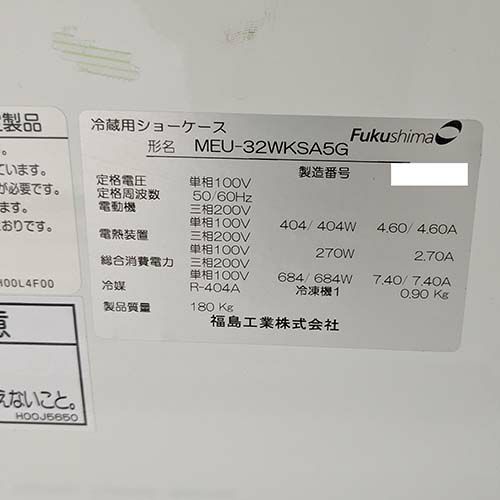 定製品
ています。
が必要です。
ます。
おりです。
H00L4F00
意
えないこと。
H00J5650
冷蔵用ショーケース
Fukushima
形名 MEU-32WKSA5G
製造番号
定格電圧 単相100V
定格周波数 50/60Hz
電動機 三相200V
単相100V 404/404W 4.60/4.60A
電熱装置 三相200V
単相100V 270W 2.70A
総合消費電力 三相200V
単相100V 684/684W 7.40/7.40A
冷媒 R-404A 冷凍機1 0.90 Kg
製品質量 180 Kg
福島工業株式会社